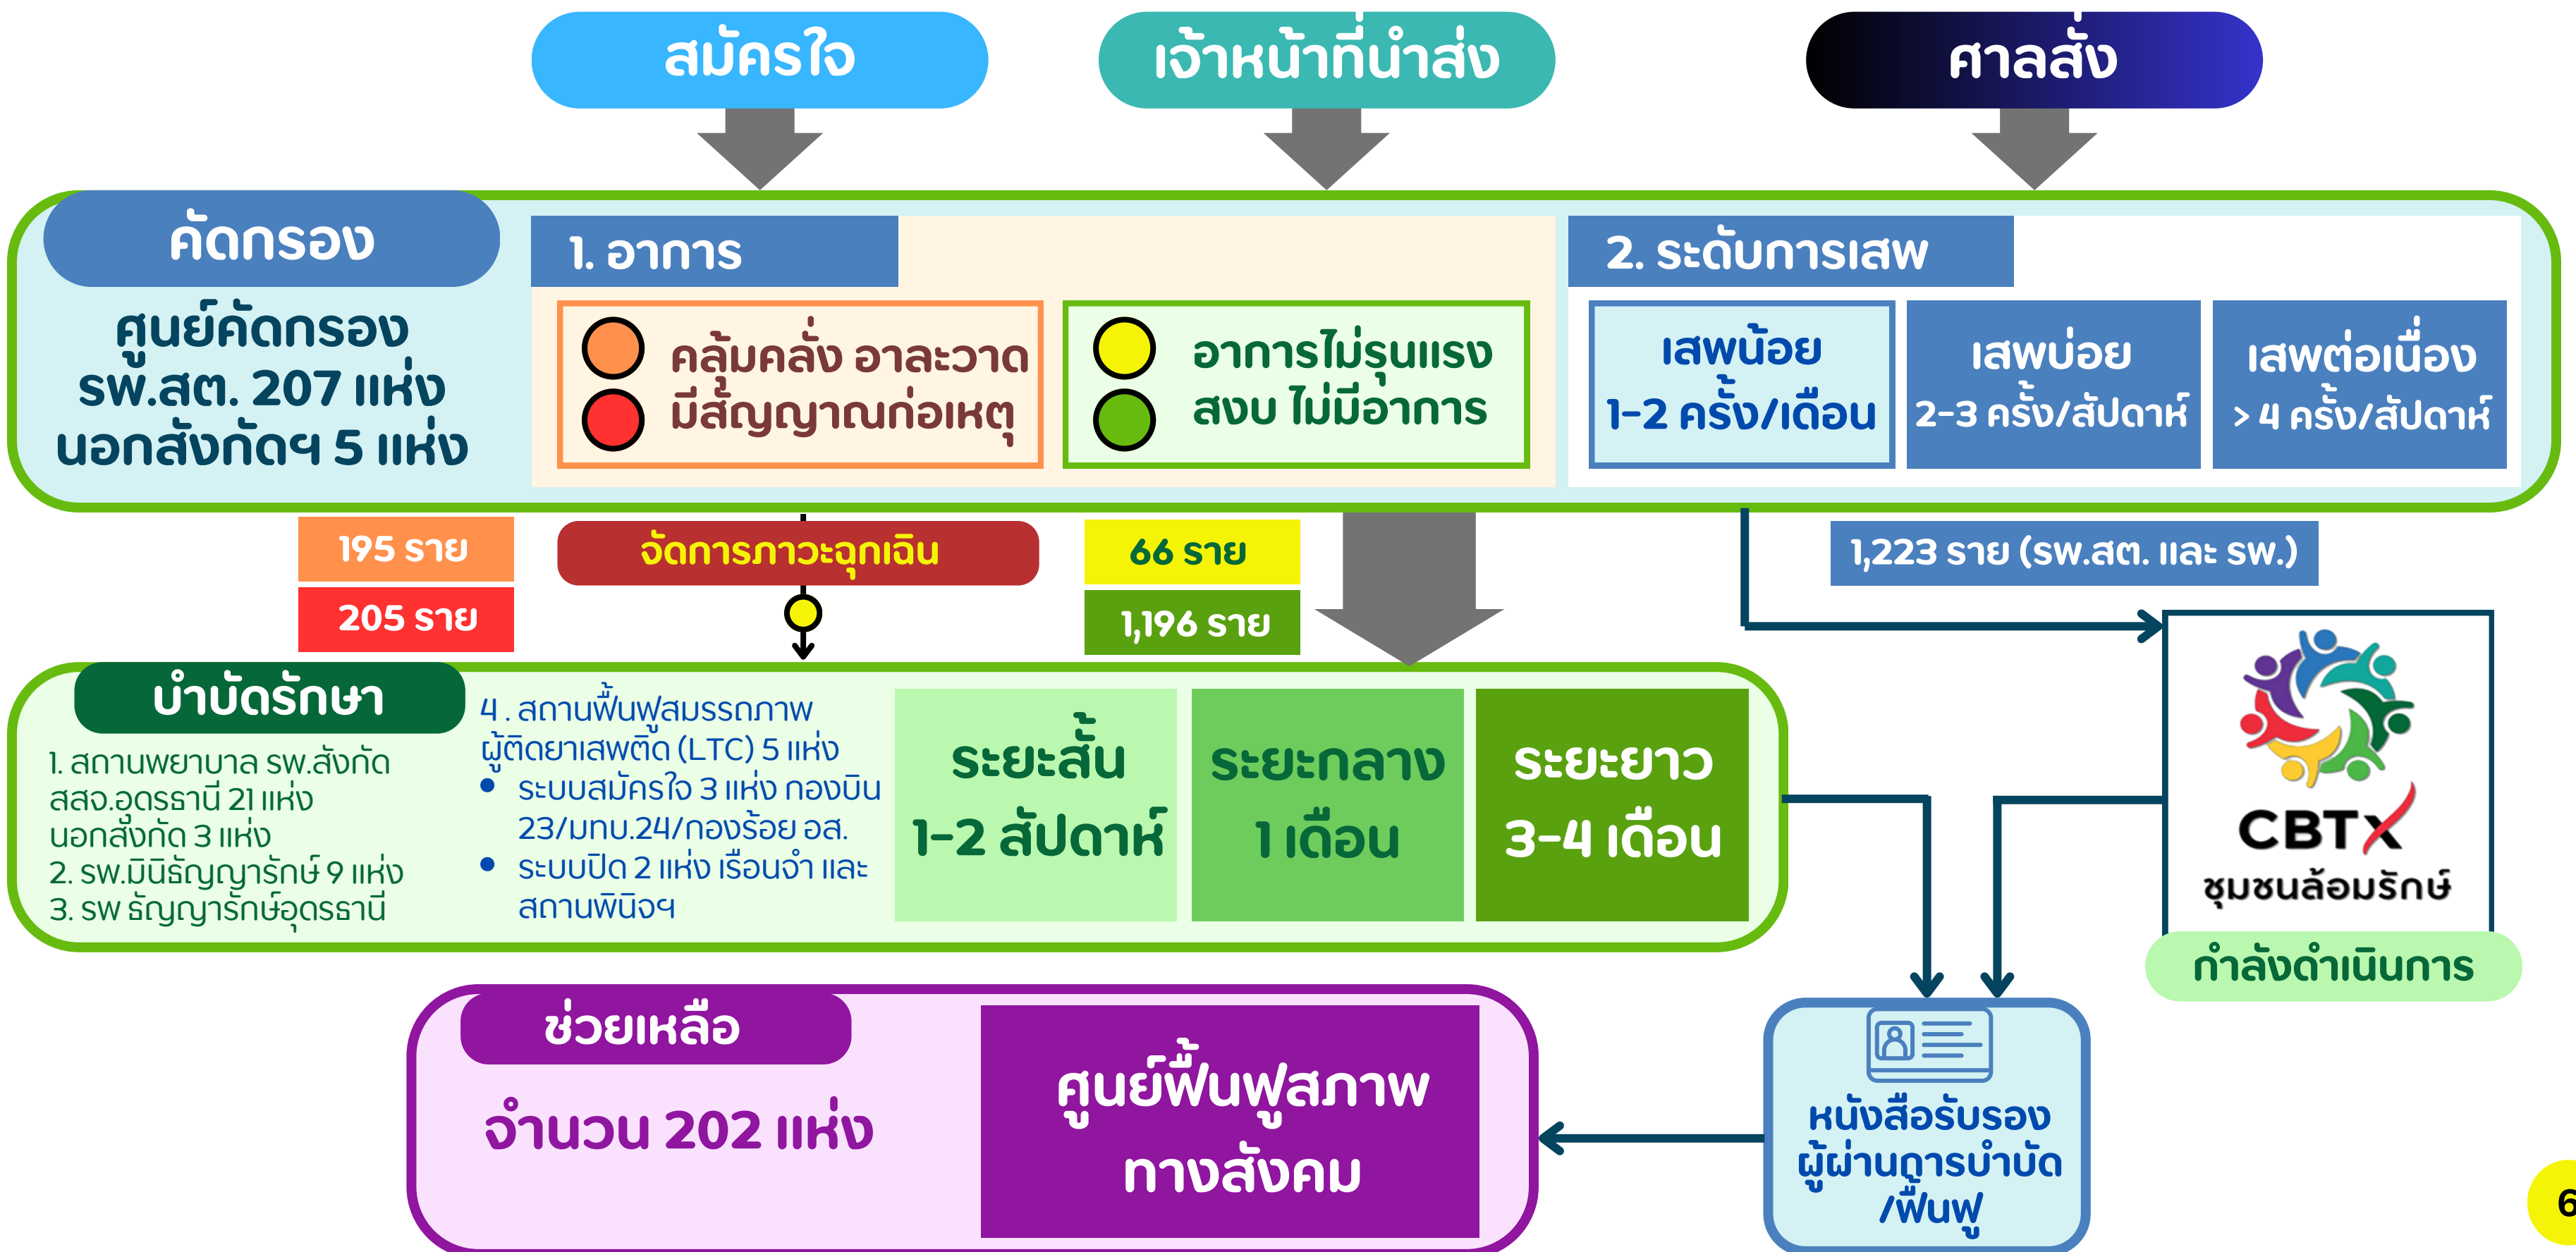 สมัครใจ
เจ้าหน้าที่นำส่ง
ศาลสั่ง
คัดกรอง
ศูนย์คัดกรอง
รพ.สต. 207 แห่ง
นอกสังกัดฯ 5 แห่ง
1. อาการ
คลุ้มคลั่ง อาละวาด
มีสัญญาณก่อเหตุ
อาการไม่รุนแรง
สงบ ไม่มีอาการ
2. ระดับการเสพ
เสพน้อย
1-2 ครั้ง/เดือน
เสพบ่อย
2-3 ครั้ง/สัปดาห์
เสพต่อเนื่อง
> 4 ครั้ง/สัปดาห์
195 ราย
205 ราย
จัดการภาวะฉุกเฉิน
66 ราย
1,196 ราย
1,223 ราย (รพ.สต. และ รพ.)
บำบัดรักษา
1. สถานพยาบาล รพ.สังกัด
สสจ.อุดรธานี 21 แห่ง
นอกสังกัด 3 แห่ง
2. รพ.มินิธัญญารักษ์ 9 แห่ง
3. รพ ธัญญารักษ์อุดรธานี
4 . สถานฟื้นฟูสมรรถภาพ
ผู้ติดยาเสพติด (LTC) 5 แห่ง
• ระบบสมัครใจ 3 แห่ง กองบิน
23/มทบ.24/กองร้อย อส.
• ระบบปิด 2 แห่ง เรือนจำ และ
สถานพินิจฯ
ระยะสั้น
1-2 สัปดาห์
ระยะกลาง
1 เดือน
ระยะยาว
3-4 เดือน
CBTx
ชุมชนล้อมรักษ์
กำลังดำเนินการ
ช่วยเหลือ
จำนวน 202 แห่ง
ศูนย์ฟื้นฟูสภาพ
ทางสังคม
หนังสือรับรอง
ผู้ผ่านการบำบัด
/ฟื้นฟู
6